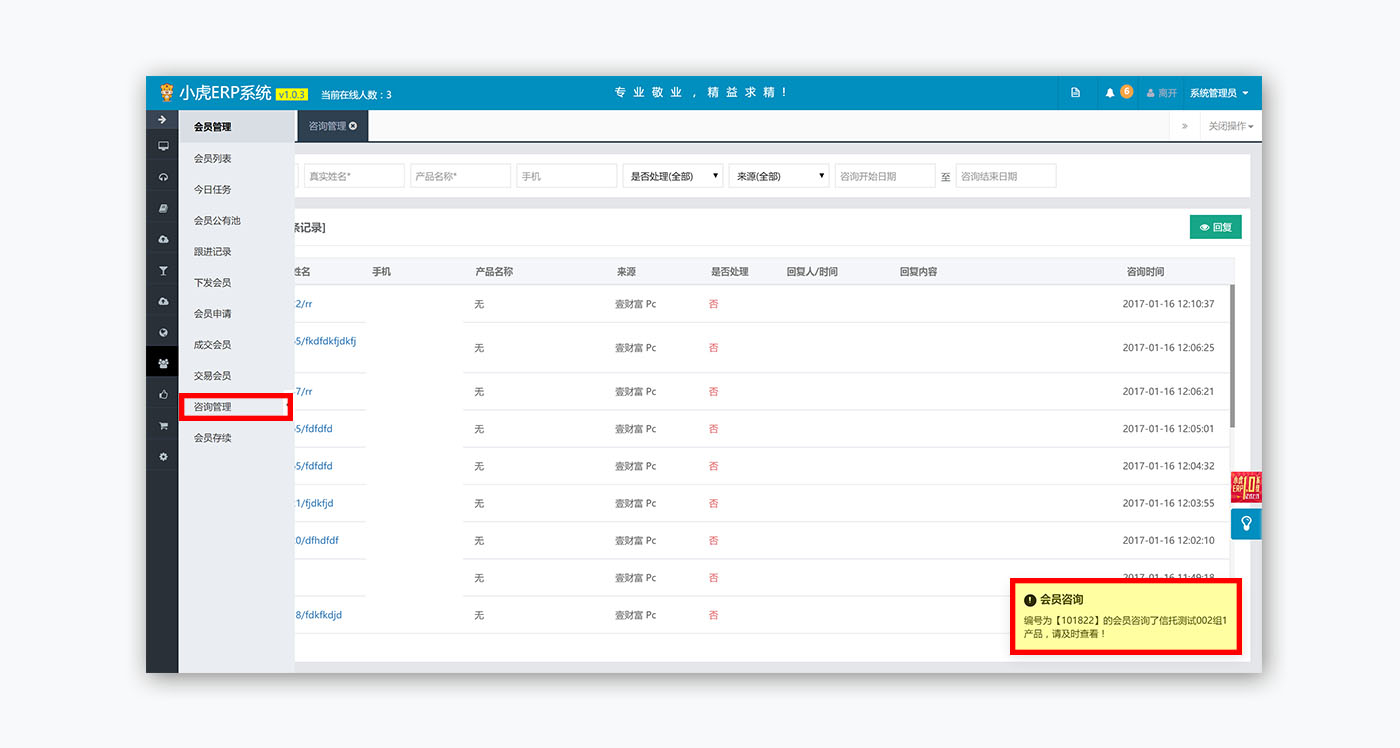 小虎ERP系统 v1.0.3 当前在线人数：3 专业敬业，精益求精！ 6 离开 系统管理员
会员管理 咨询管理 关闭操作
会员列表
真实姓名* 产品名称* 手机 是否处理(全部) 来源(全部) 咨询开始日期 至 咨询结束日期
今日任务
会员公有池
条记录] 回复
跟进记录
姓名 手机 产品名称 来源 是否处理 回复人/时间 回复内容 咨询时间
下发会员
2/rr 无 壹财富 Pc 否 2017-01-16 12:10:37
会员申请
成交会员
5/fkdfdkfjdkfj 无 壹财富 Pc 否 2017-01-16 12:06:25
交易会员
7/rr 无 壹财富 Pc 否 2017-01-16 12:06:21
咨询管理
5/fdfdfd 无 壹财富 Pc 否 2017-01-16 12:05:01
会员存续
5/fdfdfd 无 壹财富 Pc 否 2017-01-16 12:04:32
1/fjdkfjd 无 壹财富 Pc 否 2017-01-16 12:03:55
0/dfhdfdf 无 壹财富 Pc 否 2017-01-16 12:02:10
无 壹财富 Pc 否 2017-01-16 11:49:18
8/fdkfkdjd 无 壹财富 Pc 否
会员咨询
编号为【101822】的会员咨询了信托测试002组1
产品，请及时查看！